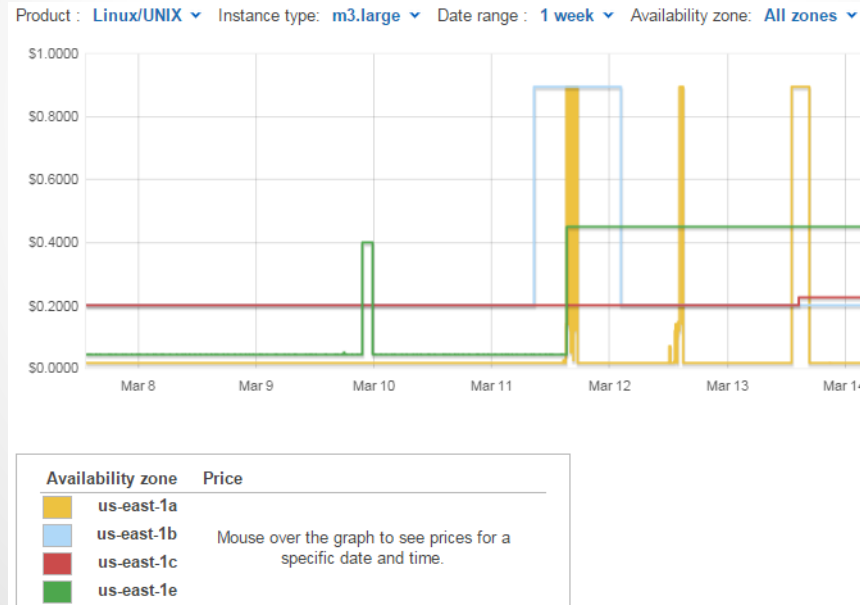 Product : Linux/UNIX Instance type: m3.large Date range : 1 week Availability zone: All zones
$1.0000
$0.8000
$0.6000
$0.4000
$0.2000
$0.0000
Mar 8 Mar 9 Mar 10 Mar 11 Mar 12 Mar 13 Mar 14
Availability zone Price
us-east-1a
us-east-1b
us-east-1c
us-east-1e
Mouse over the graph to see prices for a
specific date and time.